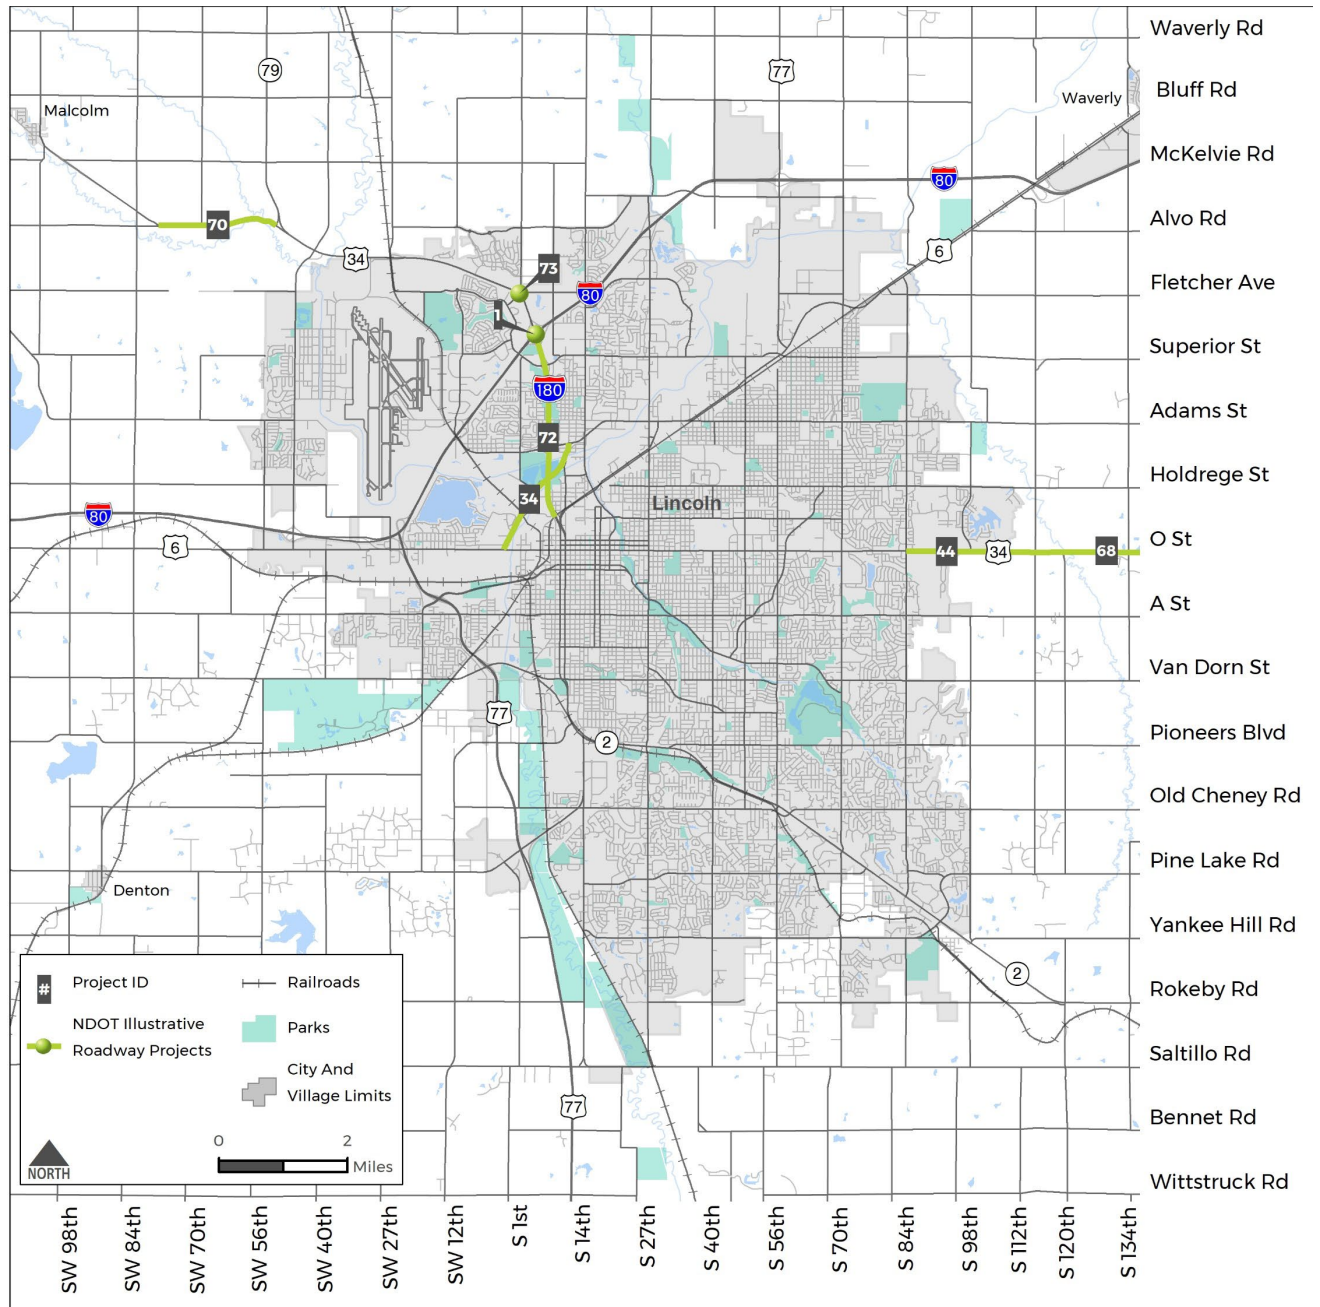 Waverly Rd
79
77
Bluff Rd
Waverly
Malcolm
McKelvie Rd
80
Alvo Rd
70
6
34
73
Fletcher Ave
80
1
Superior St
180
Adams St
72
Holdrege St
34
Lincoln
80
O St
6
44
34
68
A St
Van Dorn St
77
Pioneers Blvd
2
Old Cheney Rd
Pine Lake Rd
Denton
Yankee Hill Rd
2
Rokeby Rd
Saltillo Rd
77
Bennet Rd
Wittstruck Rd
# Project ID
NDOT Illustrative
Roadway Projects
Railroads
Parks
City And
Village Limits
0 2
Miles
NORTH
SW 98th
SW 84th
SW 70th
SW 56th
SW 40th
SW 27th
SW 12th
S 1st
S 14th
S 27th
S 40th
S 56th
S 70th
S 84th
S 98th
S 112th
S 120th
S 134th